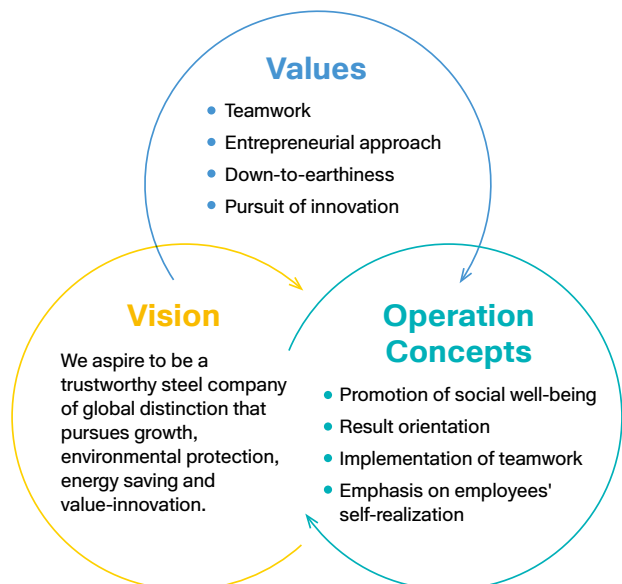 Values
• Teamwork
• Entrepreneurial approach
• Down-to-earthiness
• Pursuit of innovation
Vision
We aspire to be a
trustworthy steel company
of global distinction that
pursues growth,
environmental protection,
energy saving and
value-innovation.
Operation
Concepts
• Promotion of social well-being
• Result orientation
• Implementation of teamwork
• Emphasis on employees'
self-realization